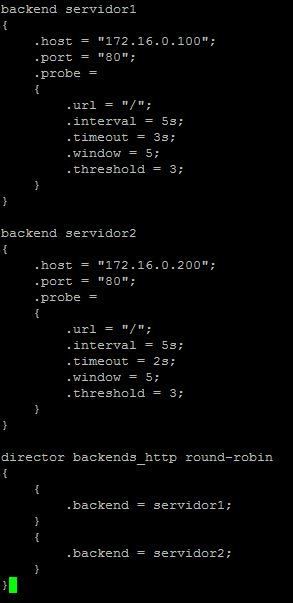 backend servidor1
{
    .host = "172.16.0.100";
    .port = "80";
    .probe =
    {
        .url = "/";
        .interval = 5s;
        .timeout = 3s;
        .window = 5;
        .threshold = 3;
    }
}

backend servidor2
{
    .host = "172.16.0.200";
    .port = "80";
    .probe =
    {
        .url = "/";
        .interval = 5s;
        .timeout = 2s;
        .window = 5;
        .threshold = 3;
    }
}

director backends_http round-robin
{
    {
        .backend = servidor1;
    }
    {
        .backend = servidor2;
    }
}